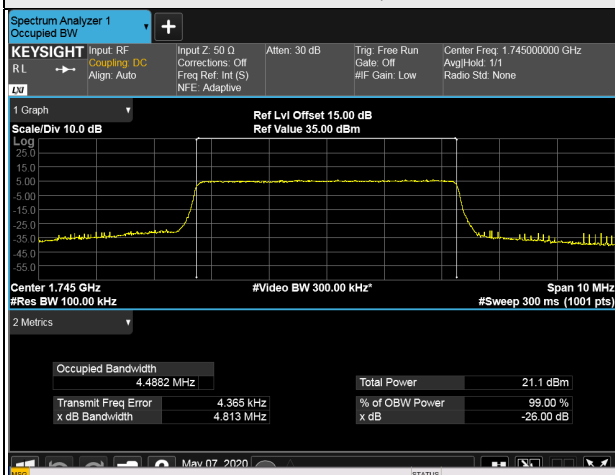 Spectrum Analyzer 1
Occupied BW
+
KEYSIGHT Input: RF Input Z: 50 Ω Atten: 30 dB Trig: Free Run Center Freq: 1.745000000 GHz
RL Coupling: DC Corrections: Off Gate: Off Avg|Hold: 1/1
Align: Auto Freq Ref: Int (S) #IF Gain: Low Radio Std: None
LXI NFE: Adaptive
1 Graph
Ref Lvl Offset 15.00 dB
Scale/Div 10.0 dB Ref Value 35.00 dBm
Log
25.0
15.0
5.00
-5.00
-15.0
-25.0
-35.0
-45.0
-55.0
Center 1.745 GHz #Video BW 300.00 kHz* Span 10 MHz
#Res BW 100.00 kHz #Sweep 300 ms (1001 pts)
2 Metrics
Occupied Bandwidth
4.4882 MHz Total Power 21.1 dBm
Transmit Freq Error 4.365 kHz % of OBW Power 99.00 %
x dB Bandwidth 4.813 MHz x dB -26.00 dB
May 07, 2020
MSG STATUS